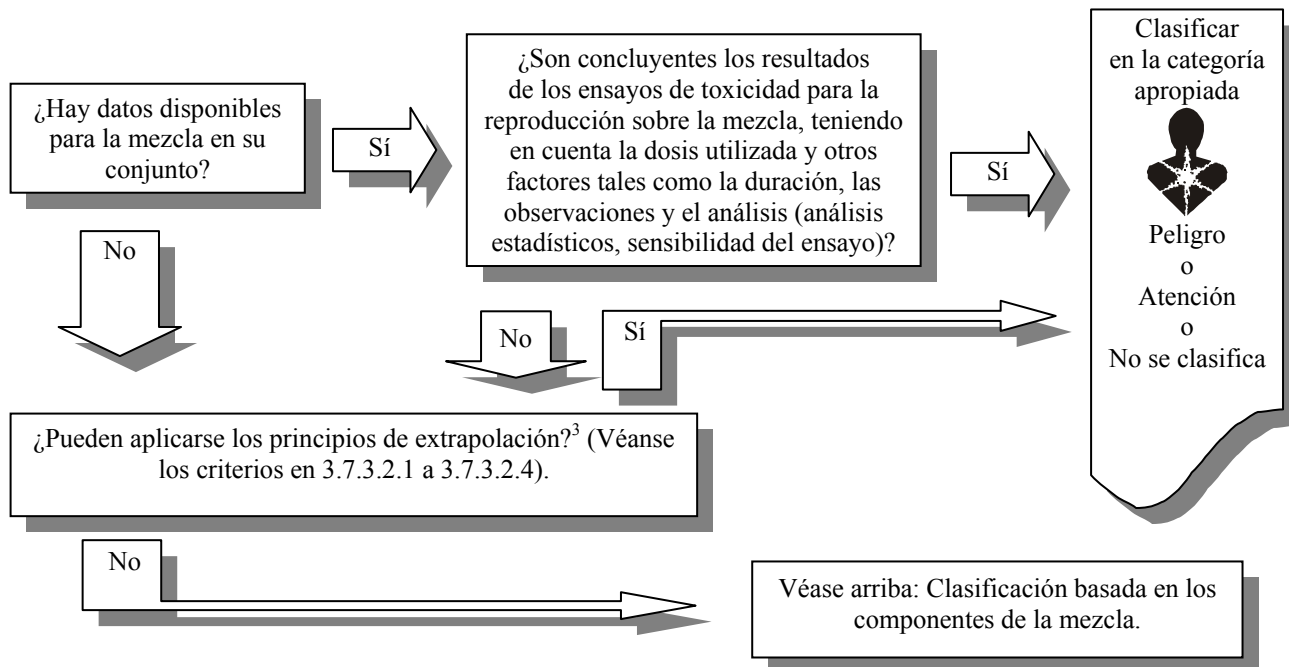 ¿Hay datos disponibles
para la mezcla en su
conjunto?
Sí
¿Son concluyentes los resultados
de los ensayos de toxicidad para la
reproducción sobre la mezcla, teniendo
en cuenta la dosis utilizada y otros
factores tales como la duración, las
observaciones y el análisis (análisis
estadísticos, sensibilidad del ensayo)?
Sí
Clasificar
en la categoría
apropiada
Peligro
o
Atención
o
No se clasifica
No
No
Sí
¿Pueden aplicarse los principios de extrapolación?³ (Véanse
los criterios en 3.7.3.2.1 a 3.7.3.2.4).
No
Véase arriba: Clasificación basada en los
componentes de la mezcla.